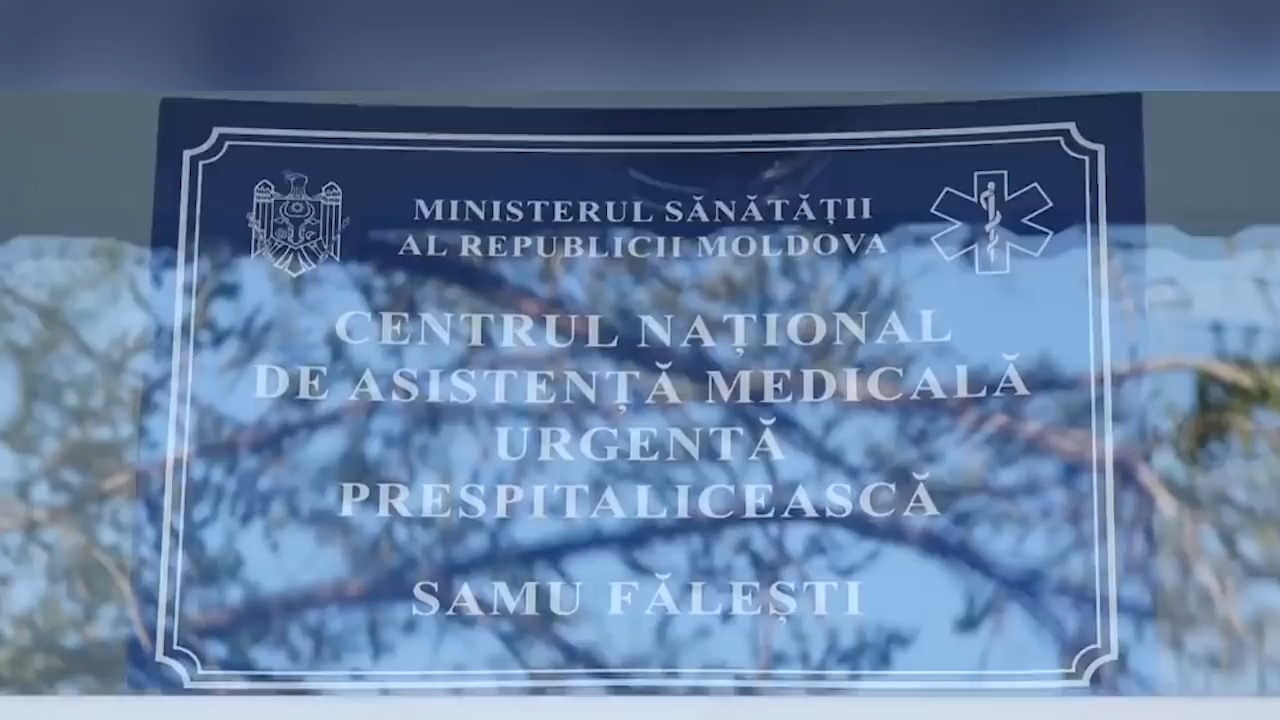 MINISTERUL SĂNĂTĂȚII
AL REPUBLICII MOLDOVA
CENTRUL NAȚIONAL
DE ASISTENȚĂ MEDICALĂ
URGENTĂ
PRESPITALICEASCĂ
SAMU FĂLEȘTI